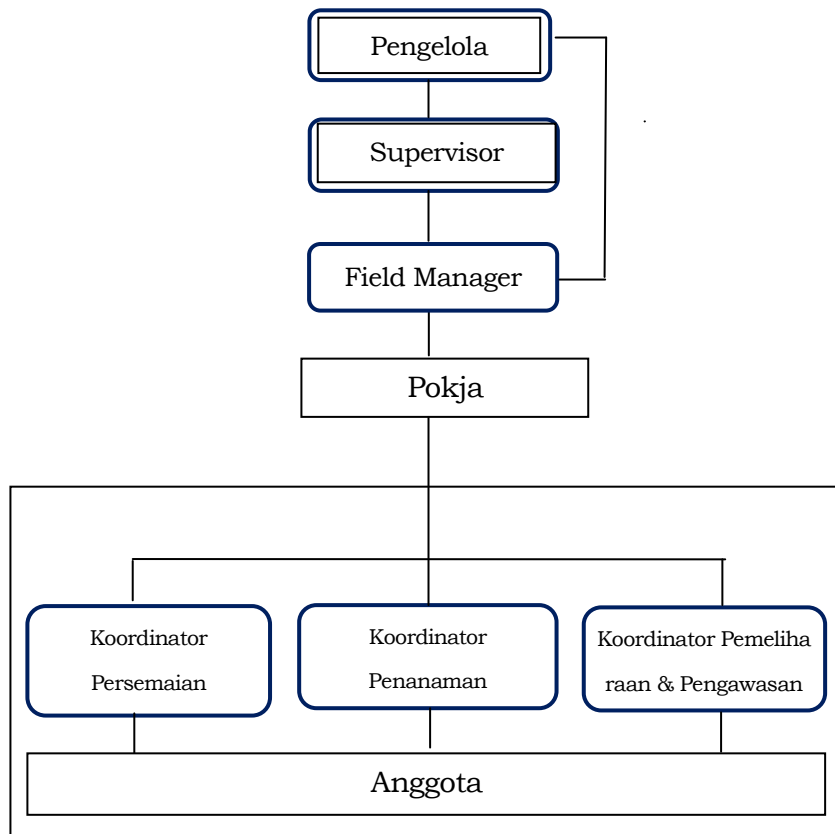 Pengelola
Supervisor
Field Manager
Pokja
Koordinator
Persemaian
Koordinator
Penanaman
Koordinator Pemeliha
raan & Pengawasan
Anggota